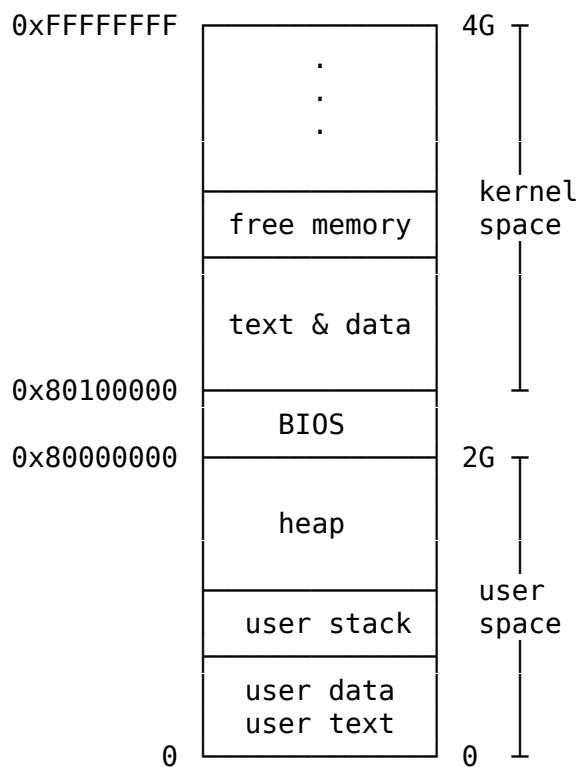 0xFFFFFFFF 4G
.
.
.
kernel
free memory space
text & data
0x80100000
BIOS
0x80000000 2G
heap
user
user stack space
user data
user text
0 0